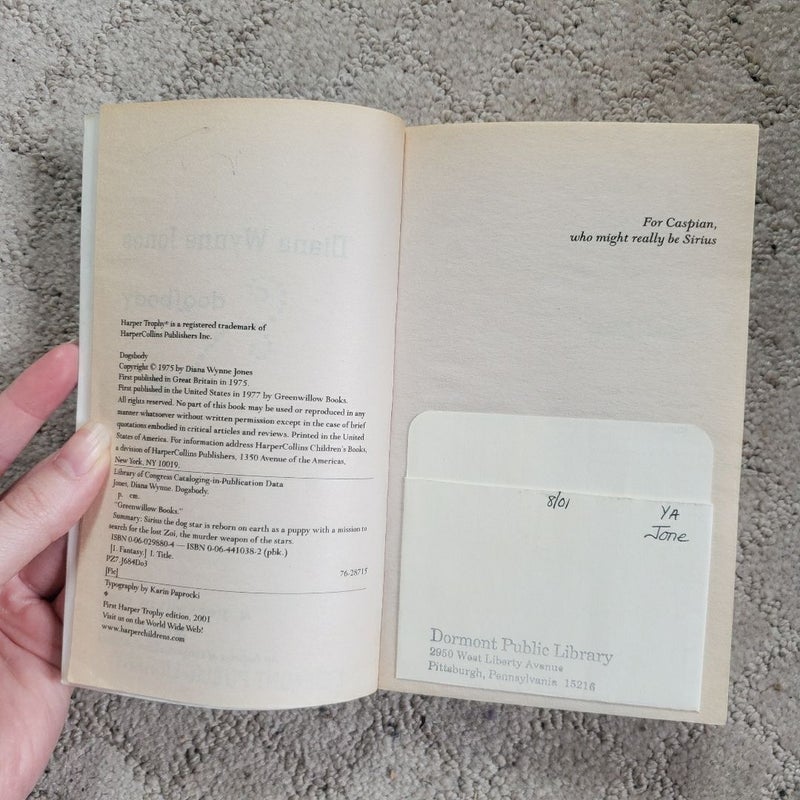 Diana Wynne Jones
dogsbody
Harper Trophy® is a registered trademark of
HarperCollins Publishers Inc.
Dogsbody
Copyright © 1975 by Diana Wynne Jones
First published in Great Britain in 1975.
First published in the United States in 1977 by Greenwillow Books.
All rights reserved. No part of this book may be used or reproduced in any
manner whatsoever without written permission except in the case of brief
quotations embodied in critical articles and reviews. Printed in the United
States of America. For information address HarperCollins Children's Books,
a division of HarperCollins Publishers, 1350 Avenue of the Americas,
New York, NY 10019.
Library of Congress Cataloging-in-Publication Data
Jones, Diana Wynne. Dogsbody.
p. cm.
"Greenwillow Books."
Summary: Sirius the dog star is reborn on earth as a puppy with a mission to
search for the lost Zoi, the murder weapon of the stars.
ISBN 0-06-029880-4 — ISBN 0-06-441038-2 (pbk.)
[1. Fantasy.] I. Title.
PZ7.J684Do3
[Fic] 76-28715
Typography by Karin Paprocki
❖
First Harper Trophy edition, 2001
Visit us on the World Wide Web!
www.harperchildrens.com
For Caspian,
who might really be Sirius
8/01 YA
Jone
Dormont Public Library
2950 West Liberty Avenue
Pittsburgh, Pennsylvania 15216